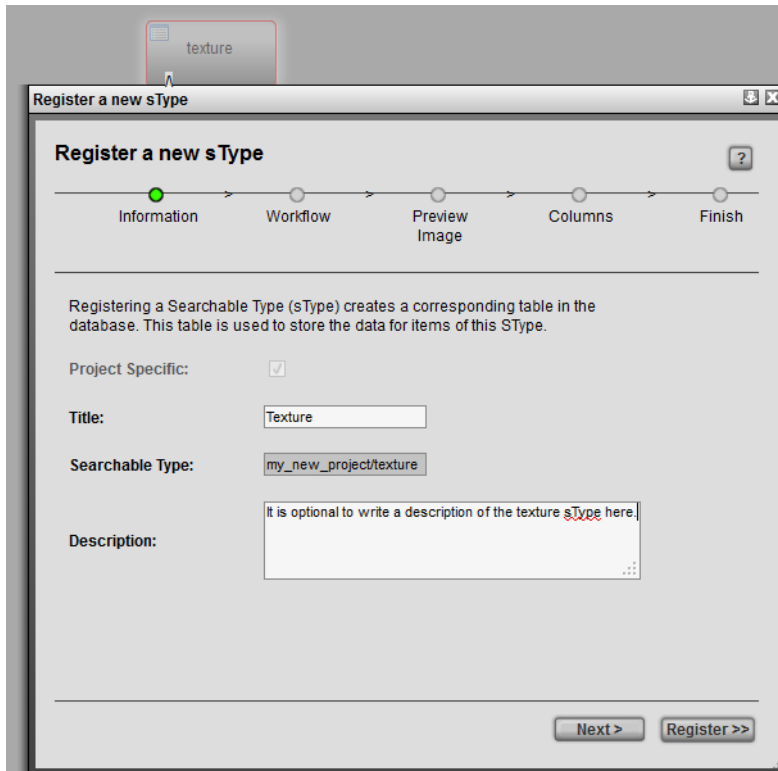 texture
Register a new sType
Register a new sType
?
Information > Workflow > Preview Image > Columns > Finish
Registering a Searchable Type (sType) creates a corresponding table in the
database. This table is used to store the data for items of this SType.
Project Specific:
Title: Texture
Searchable Type: my_new_project/texture
Description: It is optional to write a description of the texture sType here.
Next > Register >>